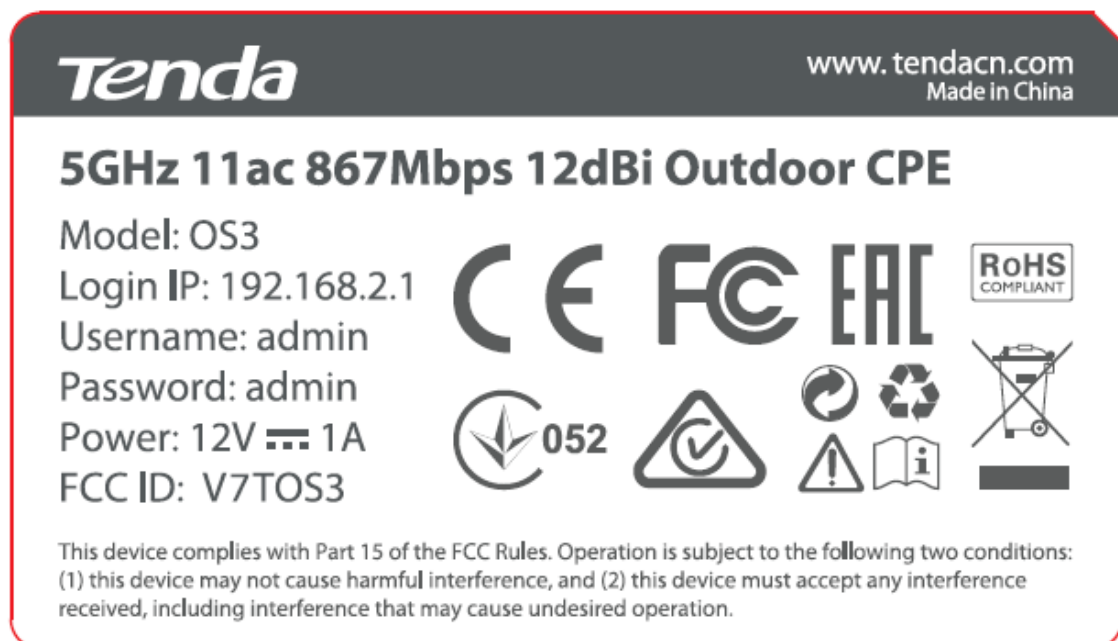 Tenda
www. tendacn.com
Made in China
5GHz 11ac 867Mbps 12dBi Outdoor CPE
Model: OS3
Login IP: 192.168.2.1
Username: admin
Password: admin
Power: 12V 1A
FCC ID: V7TOS3
CE FC EAC
RoHS
COMPLIANT
052
i
This device complies with Part 15 of the FCC Rules. Operation is subject to the following two conditions:
(1) this device may not cause harmful interference, and (2) this device must accept any interference
received, including interference that may cause undesired operation.